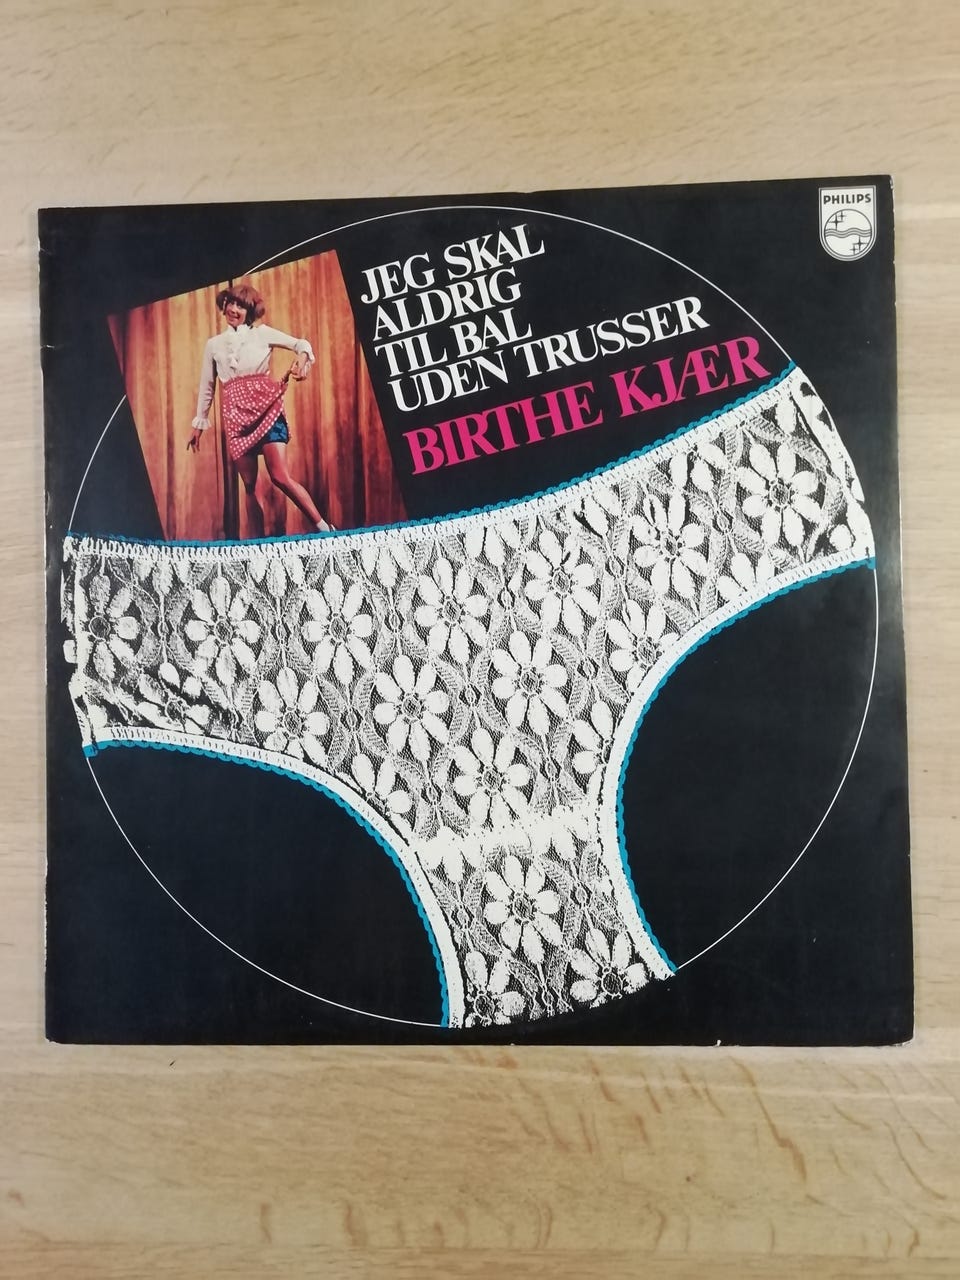 PHILIPS
JEG SKAL
ALDRIG
TIL BAL
UDEN TRUSSER
BIRTHE KJÆR